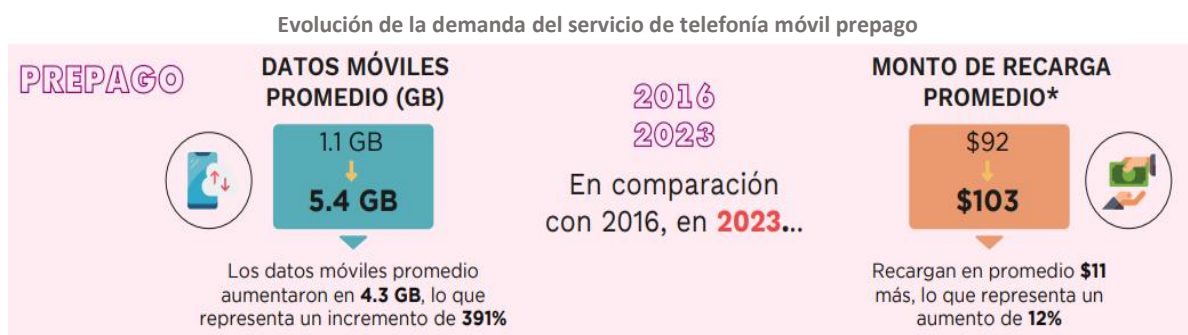 Evolución de la demanda del servicio de telefonía móvil prepago
PREPAGO
DATOS MÓVILES
PROMEDIO (GB)
1.1 GB
5.4 GB
Los datos móviles promedio
aumentaron en 4.3 GB, lo que
representa un incremento de 391%
2016
2023
En comparación
con 2016, en 2023...
MONTO DE RECARGA
PROMEDIO*
$92
$103
Recargan en promedio $11
más, lo que representa un
aumento de 12%